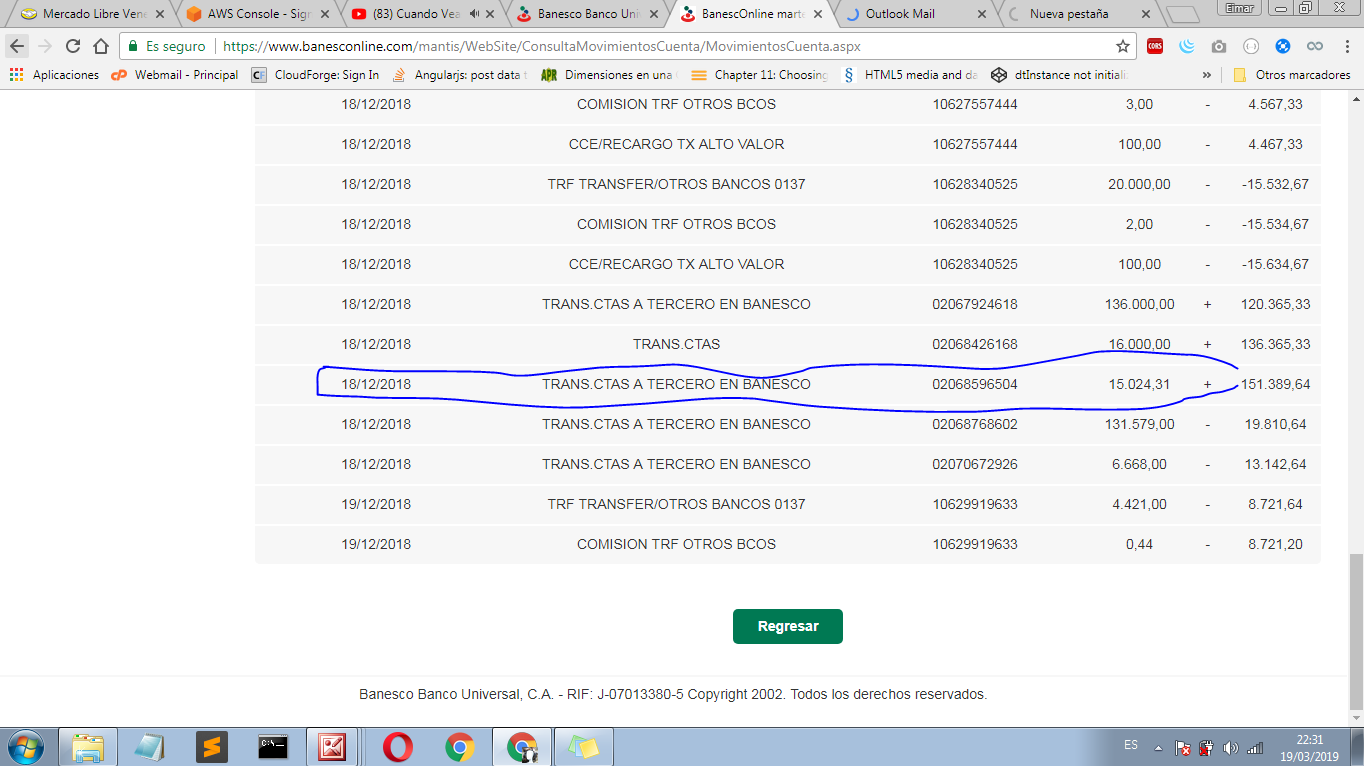 Mercado Libre Vene
AWS Console - Sign
(83) Cuando Vea
Banesco Banco Uni
BanescOnline marte
Outlook Mail
Nueva pestaña
Eimar
Es seguro
https://www.banesconline.com/mantis/WebSite/ConsultaMovimientosCuenta/MovimientosCuenta.aspx
CORS
Aplicaciones
cP Webmail - Principal
CF CloudForge: Sign In
Angularjs: post data t
APR Dimensiones en una
Chapter 11: Choosing
§ HTML5 media and da
dtInstance not initiali
»
Otros marcadores
18/12/2018 COMISION TRF OTROS BCOS 10627557444 3,00 - 4.567,33
18/12/2018 CCE/RECARGO TX ALTO VALOR 10627557444 100,00 - 4.467,33
18/12/2018 TRF TRANSFER/OTROS BANCOS 0137 10628340525 20.000,00 - -15.532,67
18/12/2018 COMISION TRF OTROS BCOS 10628340525 2,00 - -15.534,67
18/12/2018 CCE/RECARGO TX ALTO VALOR 10628340525 100,00 - -15.634,67
18/12/2018 TRANS.CTAS A TERCERO EN BANESCO 02067924618 136.000,00 + 120.365,33
18/12/2018 TRANS.CTAS 02068426168 16.000,00 + 136.365,33
18/12/2018 TRANS.CTAS A TERCERO EN BANESCO 02068596504 15.024,31 + 151.389,64
18/12/2018 TRANS.CTAS A TERCERO EN BANESCO 02068768602 131.579,00 - 19.810,64
18/12/2018 TRANS.CTAS A TERCERO EN BANESCO 02070672926 6.668,00 - 13.142,64
19/12/2018 TRF TRANSFER/OTROS BANCOS 0137 10629919633 4.421,00 - 8.721,64
19/12/2018 COMISION TRF OTROS BCOS 10629919633 0,44 - 8.721,20
Regresar
Banesco Banco Universal, C.A. - RIF: J-07013380-5 Copyright 2002. Todos los derechos reservados.
C:\
ES
22:31
19/03/2019